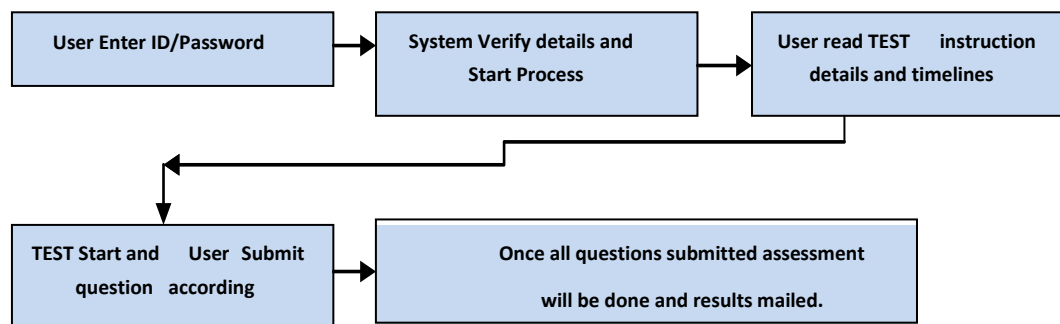 User Enter ID/Password
System Verify details and
Start Process
User read TEST instruction
details and timelines
TEST Start and User Submit
question according
Once all questions submitted assessment
will be done and results mailed.